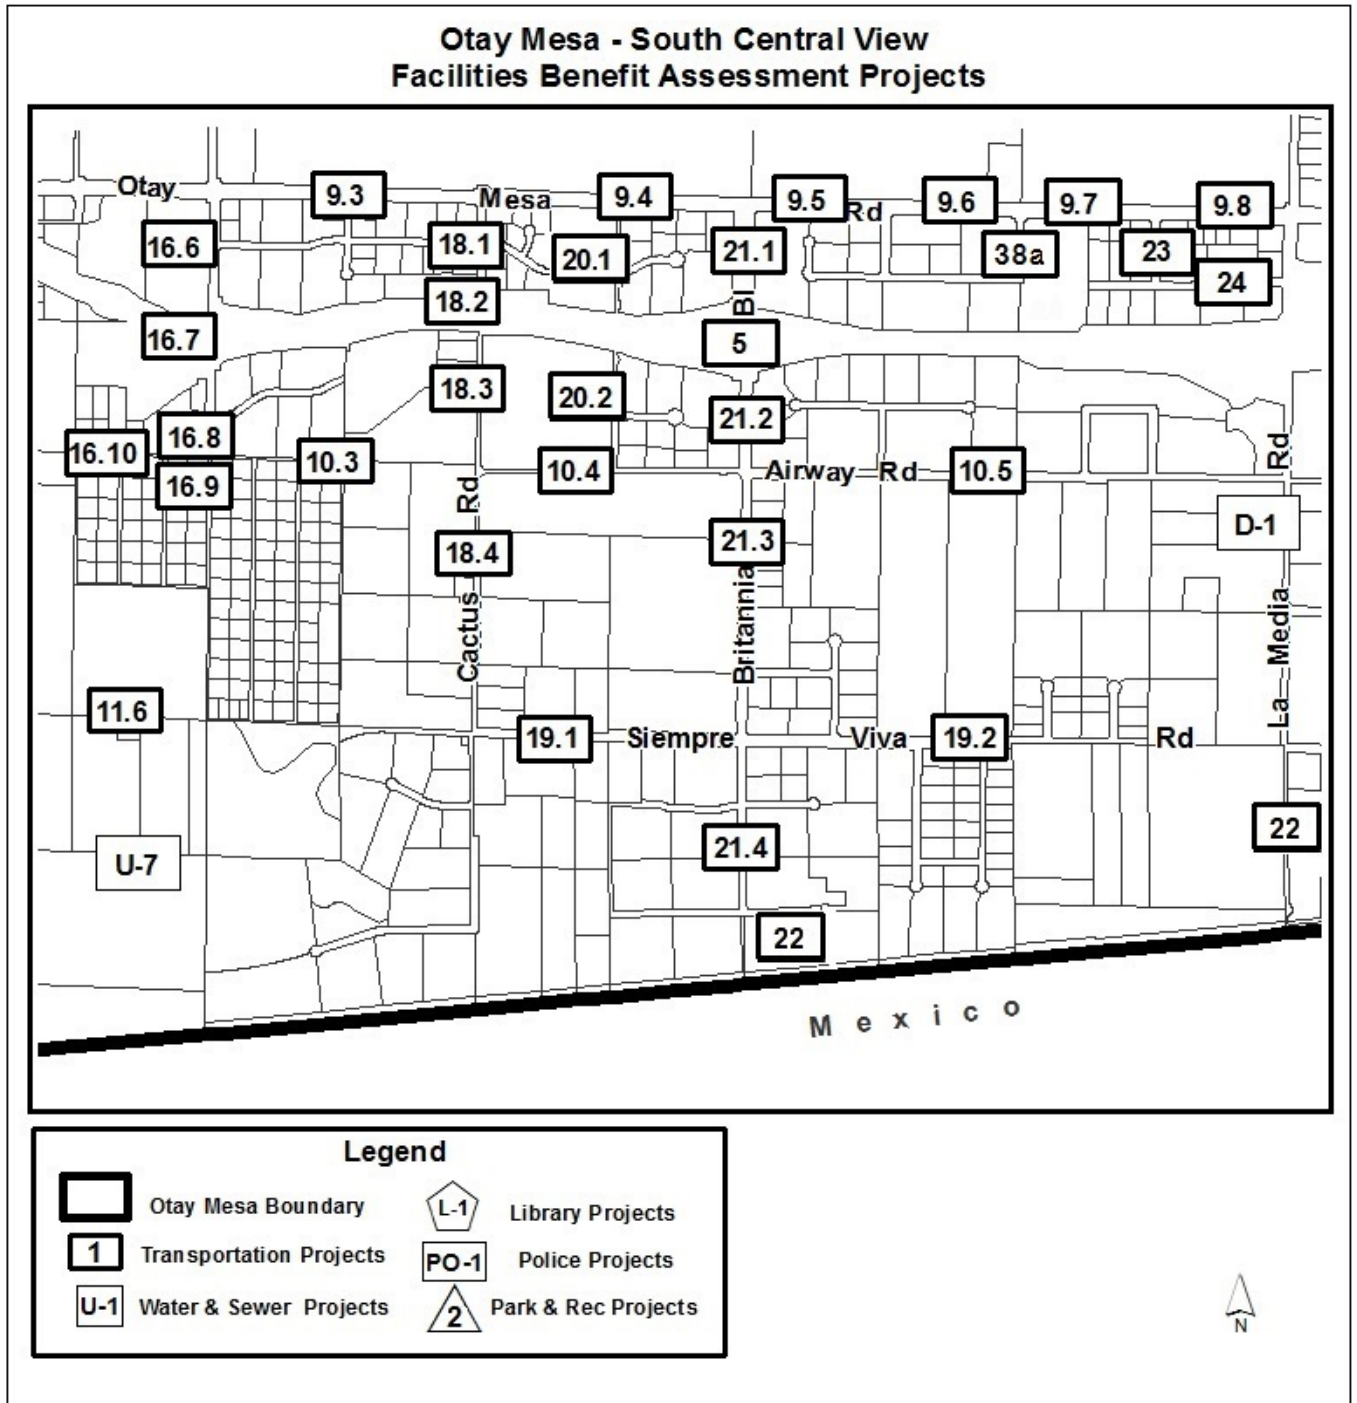 Otay Mesa - South Central View
Facilities Benefit Assessment Projects
Otay
9.3
Mesa
9.4
9.5
Rd
9.6
9.7
9.8
16.6
18.1
20.1
21.1
38a
23
24
18.2
Bl
16.7
5
18.3
20.2
21.2
16.8
16.10
10.3
10.4
Airway Rd
10.5
Rd
16.9
Rd
D-1
18.4
21.3
Cactus
Britannia
La Media
11.6
19.1
Siempre
Viva
19.2
Rd
22
21.4
U-7
22
Mexico
Legend
Otay Mesa Boundary
L-1
Library Projects
1
Transportation Projects
PO-1
Police Projects
U-1
Water & Sewer Projects
2
Park & Rec Projects
N